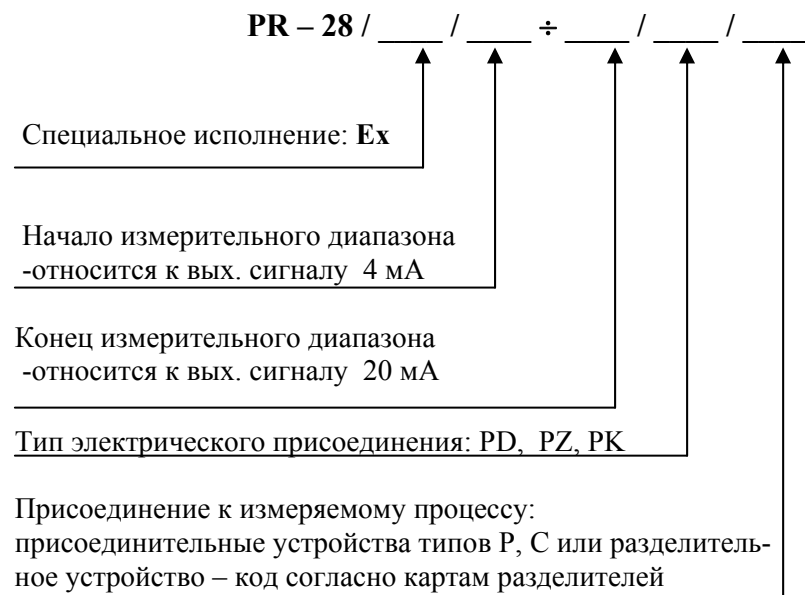 PR – 28 / ____ / ____ ÷ ____ / ____ / ____
Специальное исполнение: Ex
Начало измерительного диапазона
-относится к вых. сигналу 4 мА
Конец измерительного диапазона
-относится к вых. сигналу 20 мА
Тип электрического присоединения: PD, PZ, PK
Присоединение к измеряемому процессу:
присоединительные устройства типов P, C или разделитель-
ное устройство – код согласно картам разделителей